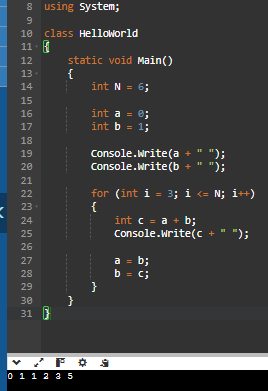 8 using System;
9
10 class HelloWorld
11 {
12     static void Main()
13     {
14         int N = 6;
15
16         int a = 0;
17         int b = 1;
18
19         Console.Write(a + " ");
20         Console.Write(b + " ");
21
22         for (int i = 3; i <= N; i++)
23         {
24             int c = a + b;
25             Console.Write(c + " ");
26
27             a = b;
28             b = c;
29         }
30     }
31 }
0 1 1 2 3 5